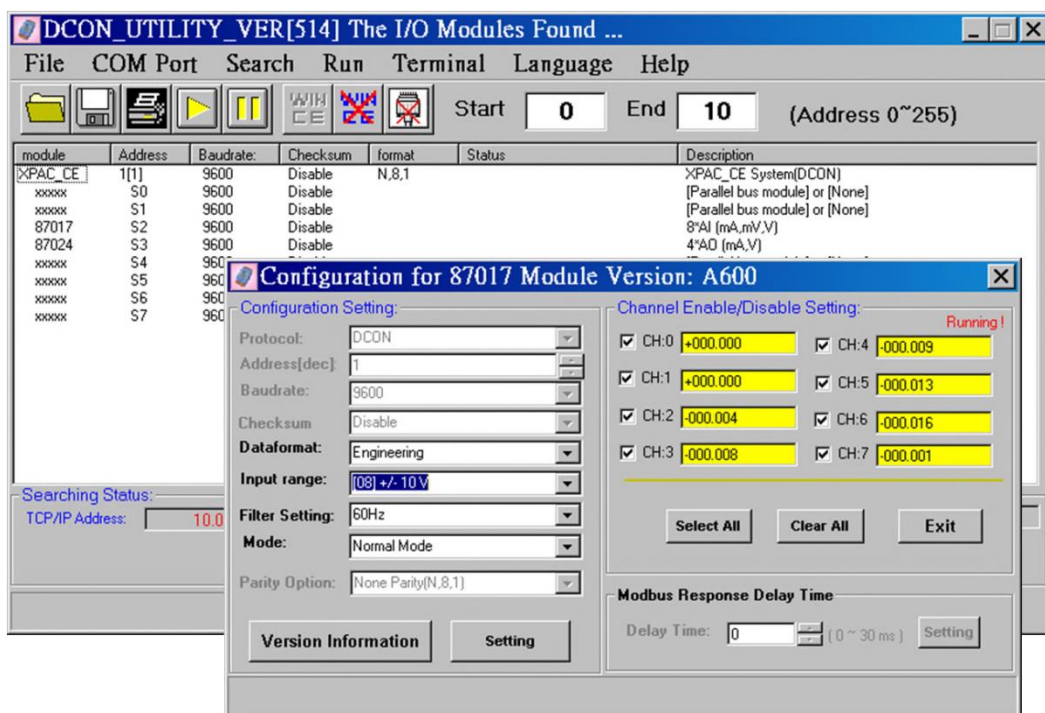 DCON_UTILITY_VER[514] The I/O Modules Found ...
File COM Port Search Run Terminal Language Help
WIN CE WIN CE Start 0 End 10 (Address 0~255)
module Address Baudrate: Checksum format Status Description
XPAC_CE 1[1] 9600 Disable N,8,1 XPAC_CE System(DCON)
xxxxx S0 9600 Disable [Parallel bus module] or [None]
xxxxx S1 9600 Disable [Parallel bus module] or [None]
87017 S2 9600 Disable 8*AI (mA,mV,V)
87024 S3 9600 Disable 4*AO (mA,V)
xxxxx S4
xxxxx S5
xxxxx S6
xxxxx S7
Searching Status:
TCP/IP Address: 10.0
Configuration for 87017 Module Version: A600
Configuration Setting:
Protocol: DCON
Address[dec] 1
Baudrate: 9600
Checksum Disable
Dataformat: Engineering
Input range: [08] +/- 10 V
Filter Setting: 60Hz
Mode: Normal Mode
Parity Option: None Parity(N,8,1)
Version Information Setting
Channel Enable/Disable Setting:
Running !
CH:0 +000.000 CH:4 -000.009
CH:1 +000.000 CH:5 -000.013
CH:2 -000.004 CH:6 -000.016
CH:3 -000.008 CH:7 -000.001
Select All Clear All Exit
Modbus Response Delay Time
Delay Time: 0 ( 0 ~ 30 ms ) Setting